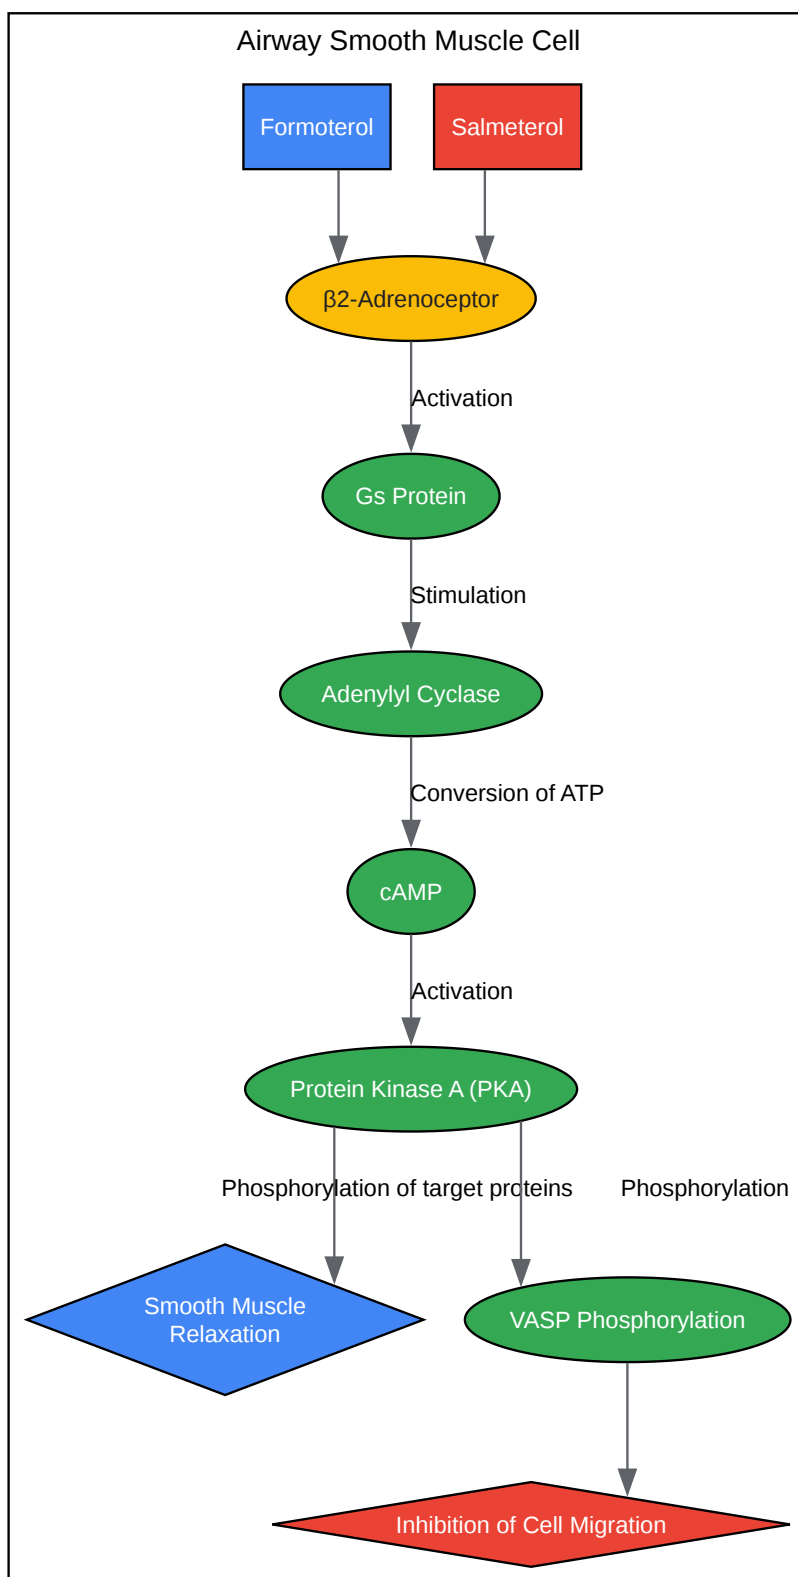 Airway Smooth Muscle Cell
Formoterol
Salmeterol
β2-Adrenoceptor
Activation
Gs Protein
Stimulation
Adenylyl Cyclase
Conversion of ATP
cAMP
Activation
Protein Kinase A (PKA)
Phosphorylation of target proteins
Phosphorylation
Smooth Muscle
Relaxation
VASP Phosphorylation
Inhibition of Cell Migration